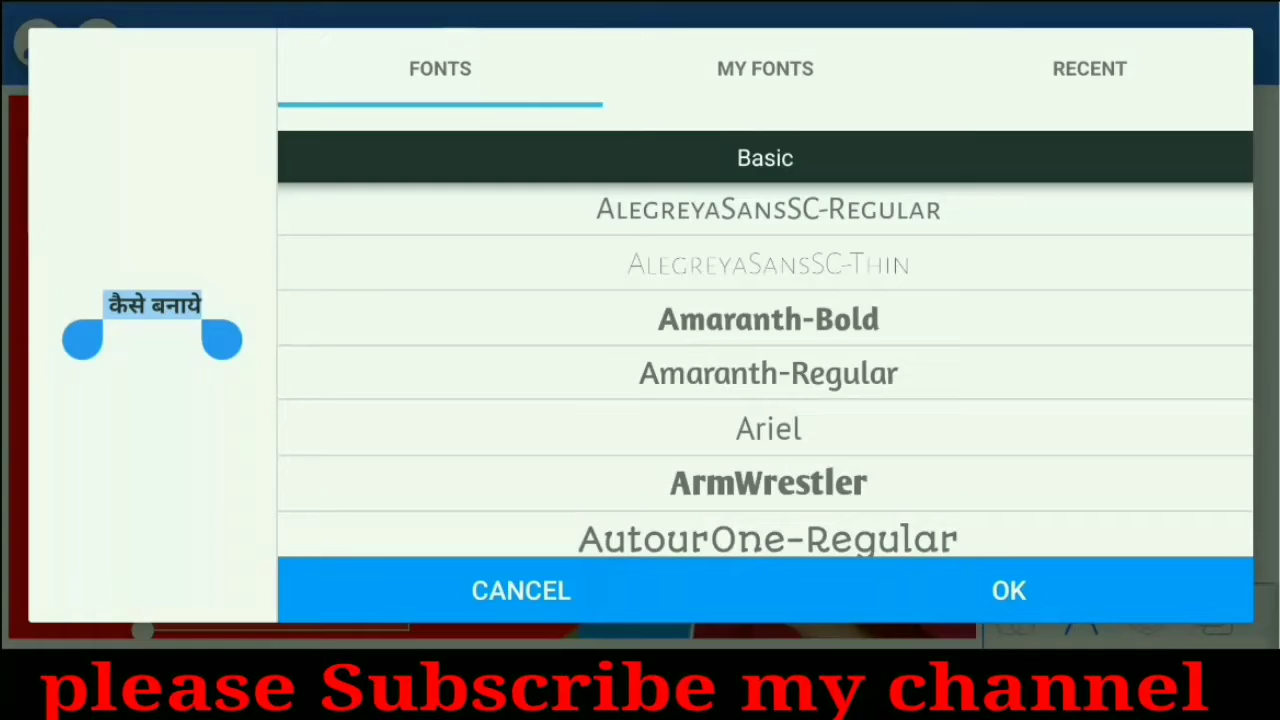 FONTS MY FONTS RECENT
Basic
AlegreyaSansSC-Regular
AlegreyaSansSC-Thin
कैसे बनाये
Amaranth-Bold
Amaranth-Regular
Ariel
ArmWrestler
AutourOne-Regular
CANCEL OK
please Subscribe my channel